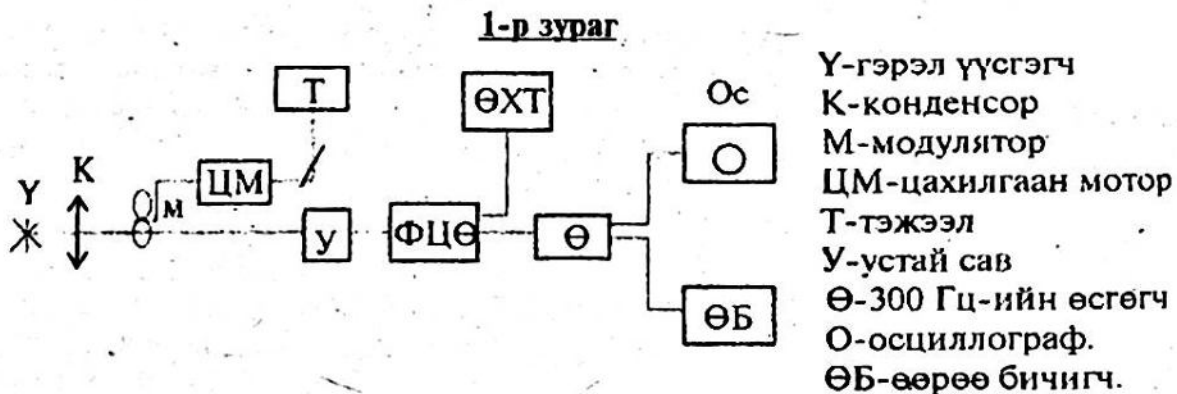 1-р зураг
Т
ӨХТ
Ос
О
Ү
К
М
ЦМ
У
ФЦӨ
Ө
ӨБ
Ү-гэрэл үүсгэгч
К-конденсор
М-модулятор
ЦМ-цахилгаан мотор
Т-тэжээл
У-устай сав
Ө-300 Гц-ийн өсгөгч
О-осциллограф.
ӨБ-өөрөө бичигч.